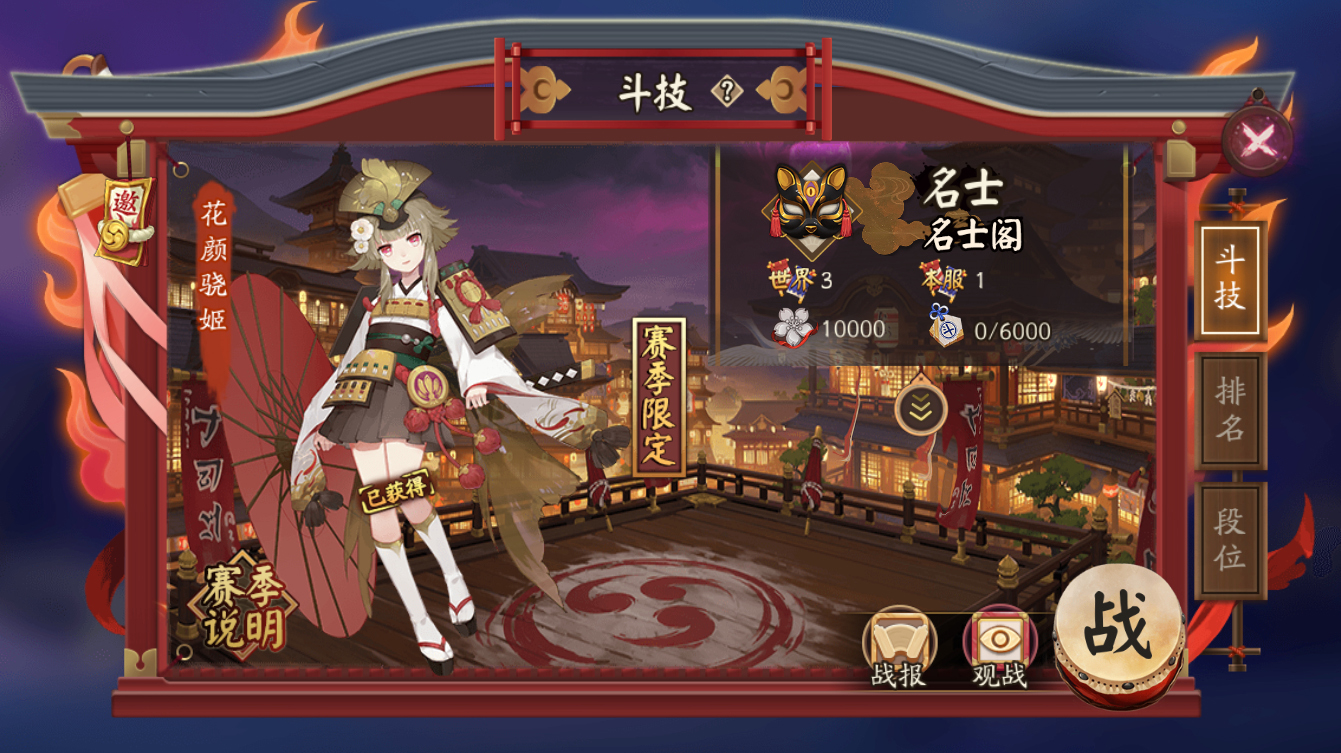 斗技 ?
邀
花颜骁姬
名士
名士阁
世界 3
本服 1
10000
0/6000
赛季限定
已获得
赛季
说明
战报
观战
战
斗技
排名
段位